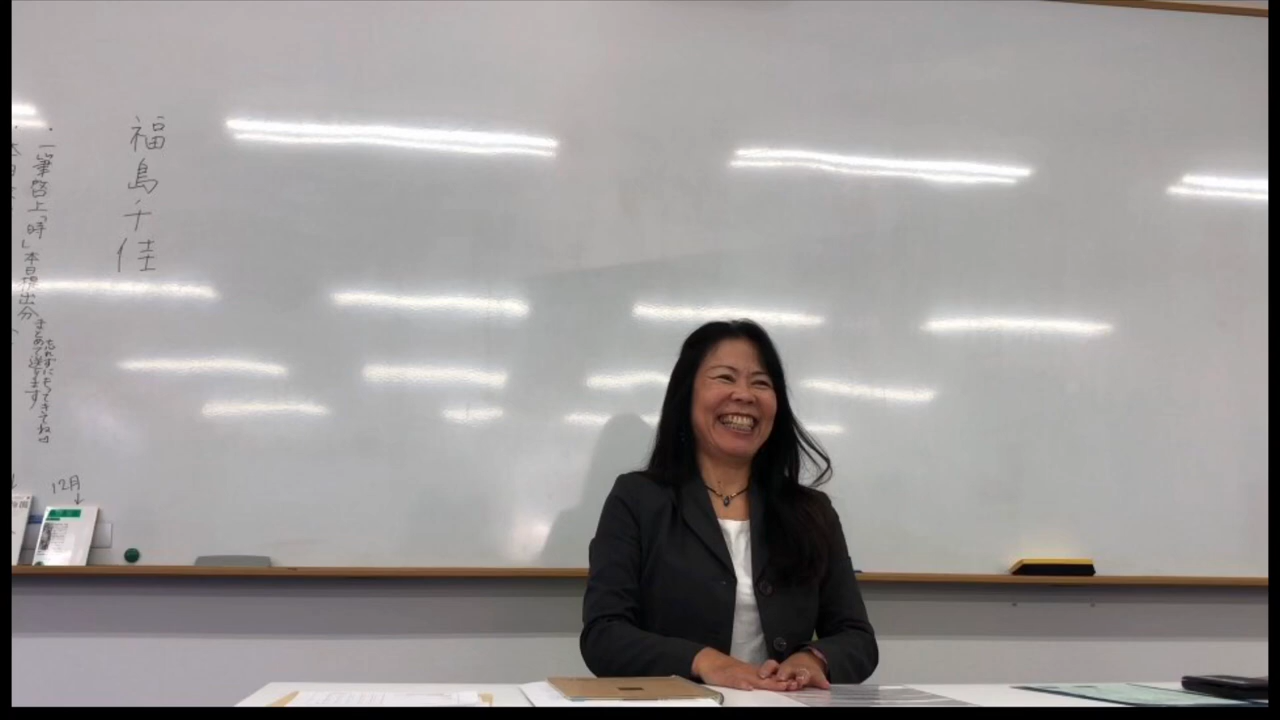 福島千佳
・一筆啓上「時」本日提出分
まとめて送ります
忘れずにもってきてね
12月